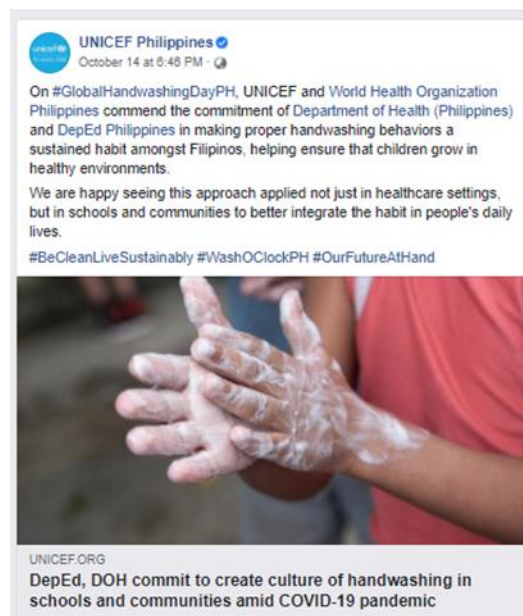 UNICEF Philippines
October 14 at 6:46 PM ·
On #GlobalHandwashingDayPH, UNICEF and World Health Organization
Philippines commend the commitment of Department of Health (Philippines)
and DepEd Philippines in making proper handwashing behaviors a
sustained habit amongst Filipinos, helping ensure that children grow in
healthy environments.
We are happy seeing this approach applied not just in healthcare settings,
but in schools and communities to better integrate the habit in people's daily
lives.
#BeCleanLiveSustainably #WashOClockPH #OurFutureAtHand
UNICEF.ORG
DepEd, DOH commit to create culture of handwashing in
schools and communities amid COVID-19 pandemic